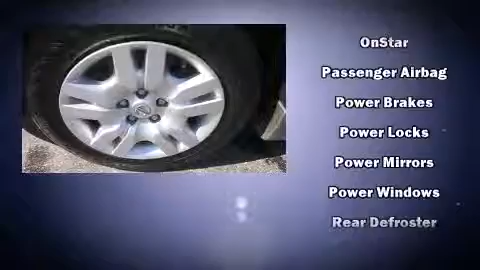 OnStar
Passenger Airbag
Power Brakes
Power Locks
Power Mirrors
Power Windows
Rear Defroster